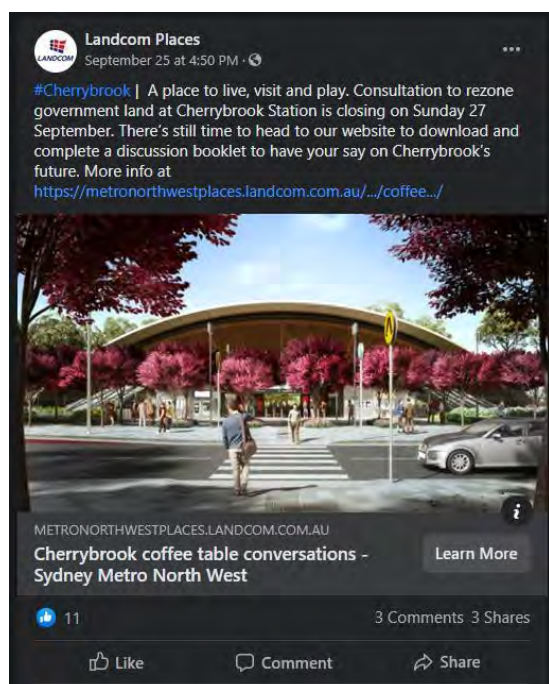 LANDCOM
Landcom Places
September 25 at 4:50 PM ·
#Cherrybrook | A place to live, visit and play. Consultation to rezone
government land at Cherrybrook Station is closing on Sunday 27
September. There's still time to head to our website to download and
complete a discussion booklet to have your say on Cherrybrook's
future. More info at
https://metronorthwestplaces.landcom.com.au/.../coffee.../
METRONORTHWESTPLACES.LANDCOM.COM.AU
Cherrybrook coffee table conversations -
Sydney Metro North West
Learn More
11
3 Comments 3 Shares
Like
Comment
Share